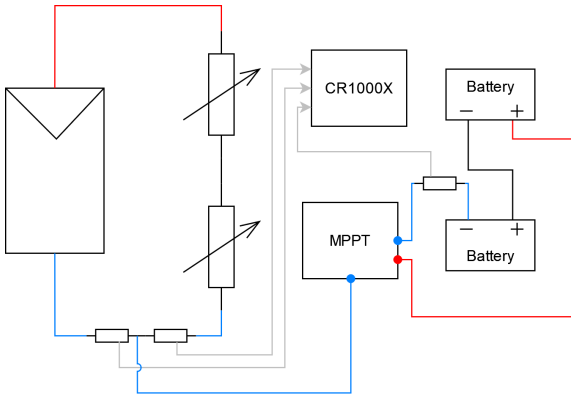 CR1000X
Battery
− +
MPPT
− +
Battery